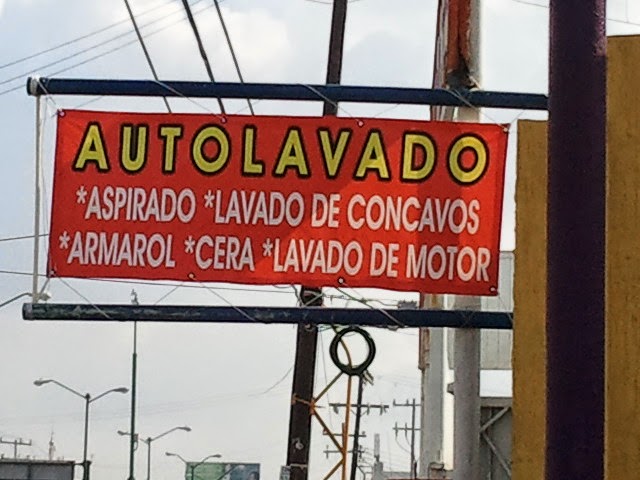 AUTOLAVADO
*ASPIRADO *LAVADO DE CONCAVOS
*ARMAROL *CERA *LAVADO DE MOTOR